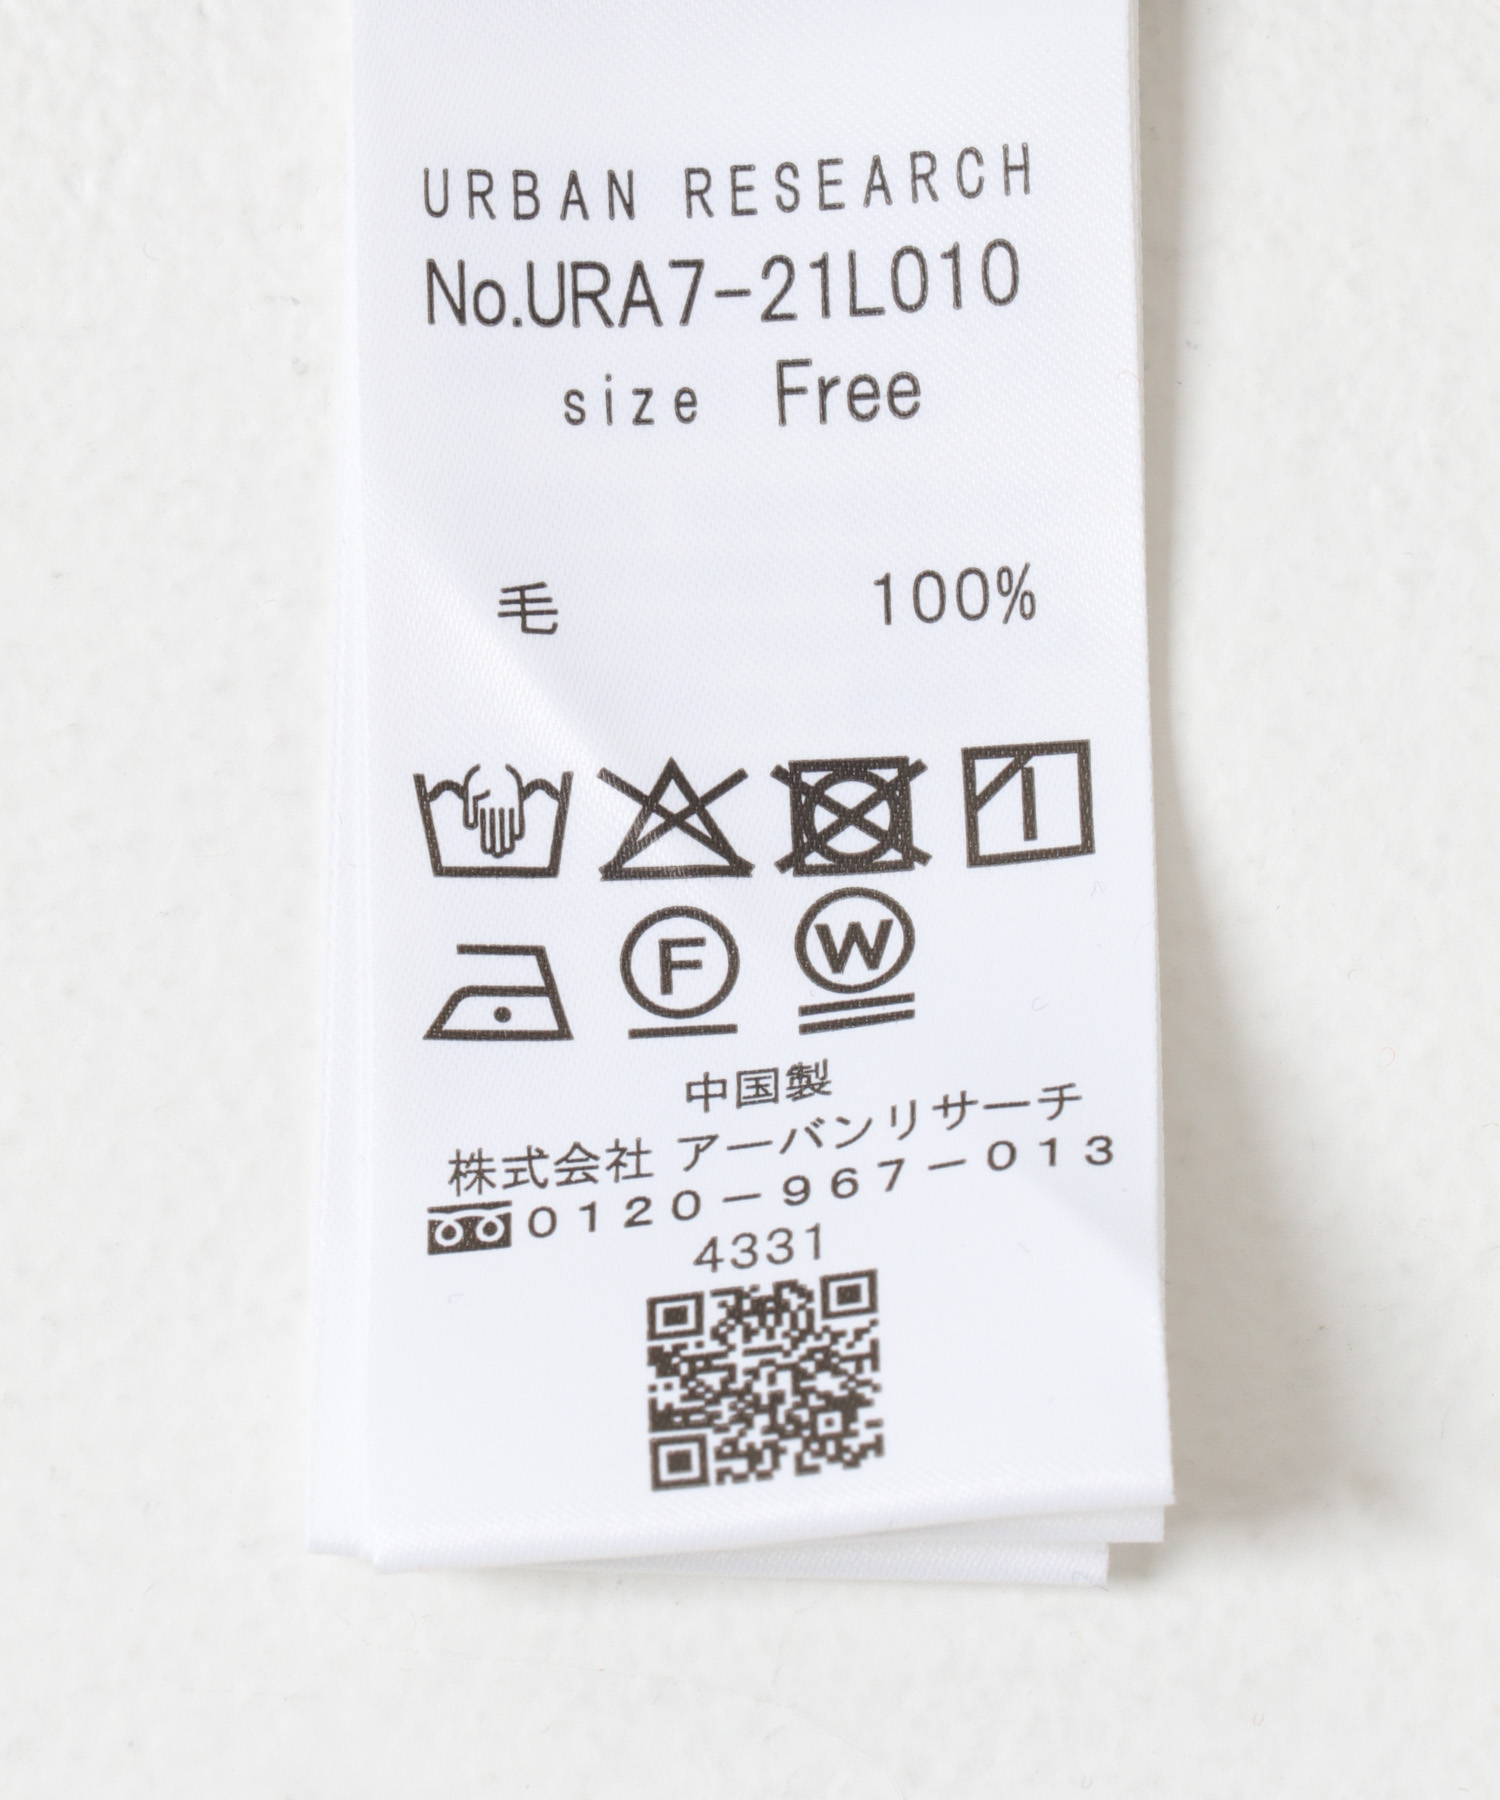 URBAN RESEARCH
No.URA7-21L010
size Free
毛 100%
F W
中国製
株式会社 アーバンリサーチ
0120-967-013
4331